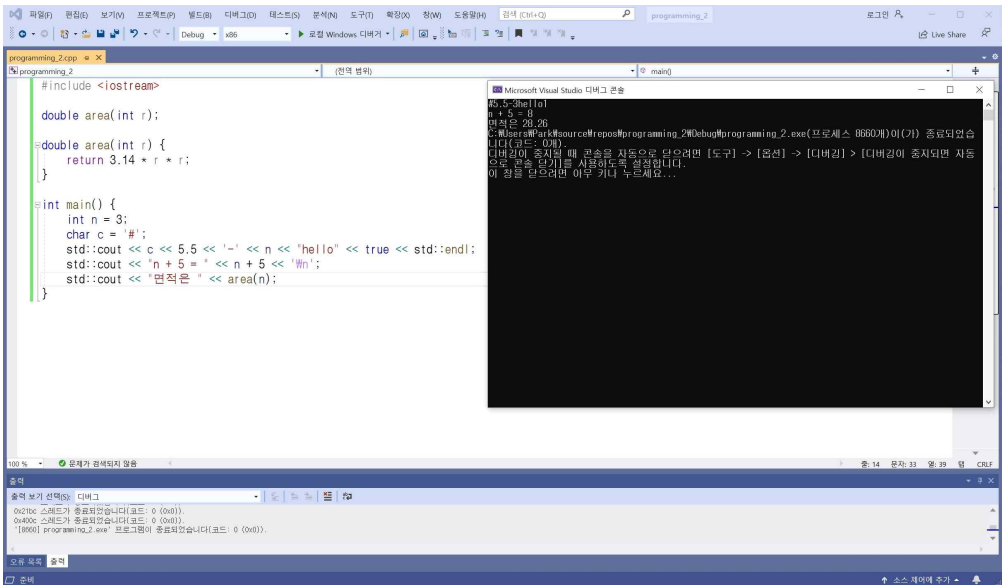 파일(F) 편집(E) 보기(V) 프로젝트(P) 빌드(B) 디버그(D) 테스트(S) 분석(N) 도구(T) 확장(X) 창(W) 도움말(H) 검색 (Ctrl+Q) programming_2 로그인
Debug x86 로컬 Windows 디버거 Live Share
programming_2.cpp
programming_2 (전역 범위) main()
#include <iostream>
double area(int r);
double area(int r) {
return 3.14 * r * r;
}
int main() {
int n = 3;
char c = '#';
std::cout << c << 5.5 << '-' << n << "hello" << true << std::endl;
std::cout << "n + 5 = " << n + 5 << '₩n';
std::cout << "면적은 " << area(n);
}
Microsoft Visual Studio 디버그 콘솔
#5.5-3hello1
n + 5 = 8
면적은 28.26
C:₩Users₩Park₩source₩repos₩programming_2₩Debug₩programming_2.exe(프로세스 8660개)이(가) 종료되었습
니다(코드: 0개).
디버깅이 중지될 때 콘솔을 자동으로 닫으려면 [도구] -> [옵션] -> [디버깅] > [디버깅이 중지되면 자동
으로 콘솔 닫기]를 사용하도록 설정합니다.
이 창을 닫으려면 아무 키나 누르세요...
100 % 문제가 검색되지 않음 줄: 14 문자: 33 열: 39 탭 CRLF
출력
출력 보기 선택(S): 디버그
0x21bc 스레드가 종료되었습니다(코드: 0 (0x0)).
0x400c 스레드가 종료되었습니다(코드: 0 (0x0)).
'[8660] programming_2.exe' 프로그램이 종료되었습니다(코드: 0 (0x0)).
오류 목록 출력
준비 소스 제어에 추가